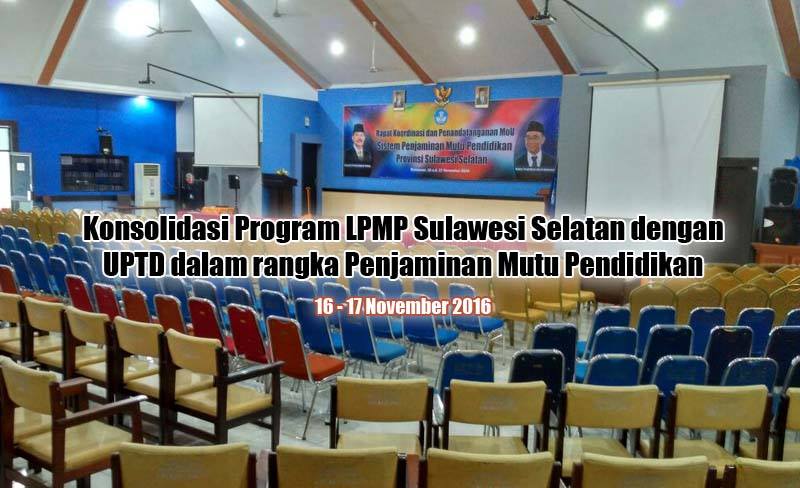 Rapat Koordinasi dan Penandatanganan MoU
Sistem Penjaminan Mutu Pendidikan
Provinsi Sulawesi Selatan
Konsolidasi Program LPMP Sulawesi Selatan dengan
UPTD dalam rangka Penjaminan Mutu Pendidikan
16 - 17 November 2016